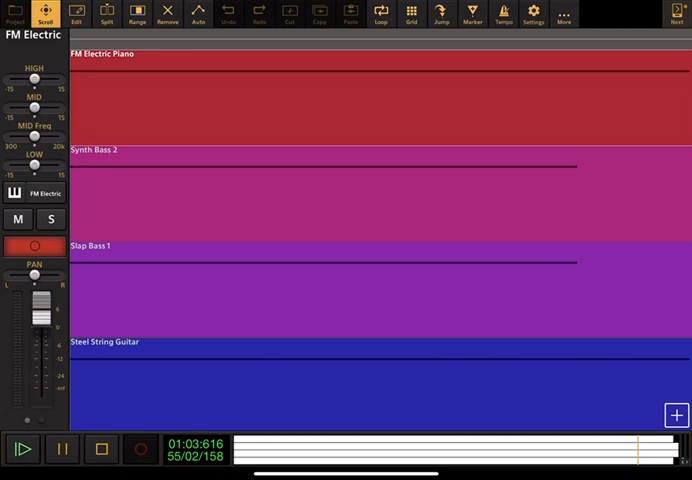 Project Scroll Edit Split Range Remove Auto Undo Redo Cut Copy Paste Loop Grid Jump Marker Tempo Settings More Next
FM Electric
HIGH
-15 15
MID
-15 15
MID Freq
300 20k
LOW
-15 15
FM Electric
M S
PAN
L R
6
0
-6
-12
-24
-inf
FM Electric Piano
Synth Bass 2
Slap Bass 1
Steel String Guitar
01:03:616
55/02/158